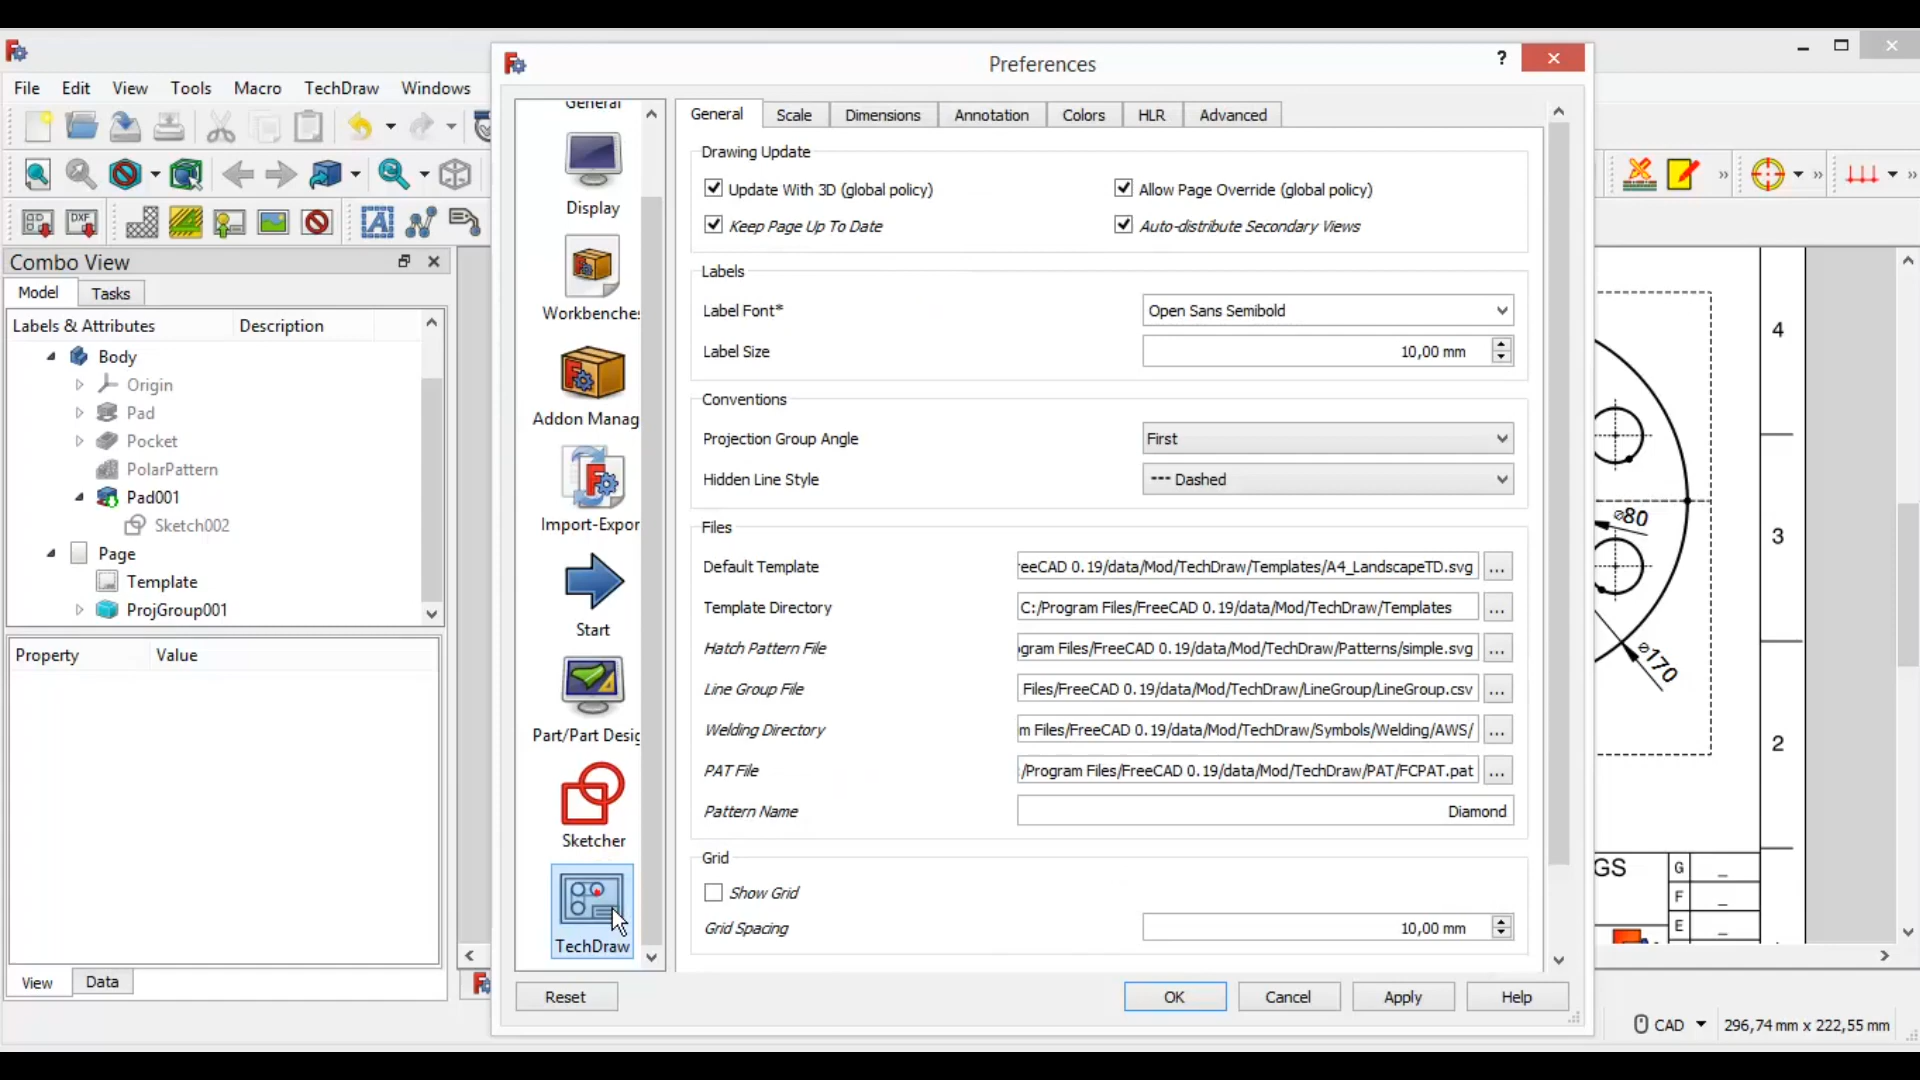 Preferences
?
File Edit View Tools Macro TechDraw Windows
Combo View
Model Tasks
Labels & Attributes Description
Body
Origin
Pad
Pocket
PolarPattern
Pad001
Sketch002
Page
Template
ProjGroup001
Property Value
View Data
General
Display
Workbenches
Addon Manag
Import-Expor
Start
Part/Part Desig
Sketcher
TechDraw
General Scale Dimensions Annotation Colors HLR Advanced
Drawing Update
Update With 3D (global policy) Allow Page Override (global policy)
Keep Page Up To Date Auto-distribute Secondary Views
Labels
Label Font* Open Sans Semibold
Label Size 10,00 mm
Conventions
Projection Group Angle First
Hidden Line Style --- Dashed
Files
Default Template reeCAD 0.19/data/Mod/TechDraw/Templates/A4_LandscapeTD.svg ...
Template Directory C:/Program Files/FreeCAD 0.19/data/Mod/TechDraw/Templates ...
Hatch Pattern File gram Files/FreeCAD 0.19/data/Mod/TechDraw/Patterns/simple.svg ...
Line Group File Files/FreeCAD 0.19/data/Mod/TechDraw/LineGroup/LineGroup.csv ...
Welding Directory m Files/FreeCAD 0.19/data/Mod/TechDraw/Symbols/Welding/AWS/ ...
PAT File :/Program Files/FreeCAD 0.19/data/Mod/TechDraw/PAT/FCPAT.pat ...
Pattern Name Diamond
Grid
Show Grid
Grid Spacing 10,00 mm
Reset OK Cancel Apply Help
4
3
2
⌀80
⌀170
GS
G _
F _
E _
CAD 296,74 mm x 222,55 mm